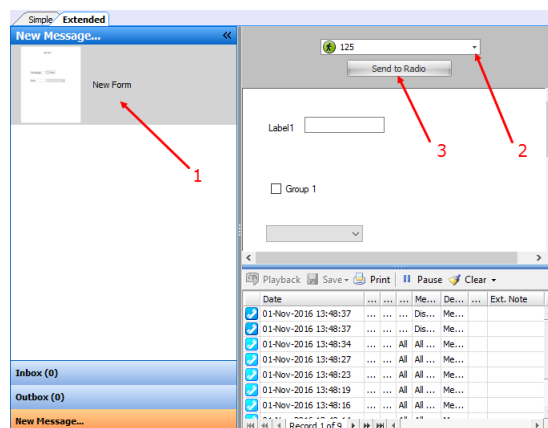 Simple Extended
New Message... «
New Form
1
Inbox (0)
Outbox (0)
New Message...
125
Send to Radio
3
2
Label1
Group 1
Playback Save Print Pause Clear
Date ... ... ... Me... De... ... Ext. Note
01-Nov-2016 13:48:37 ... ... ... Dis... Me...
01-Nov-2016 13:48:37 ... ... ... Dis... Me...
01-Nov-2016 13:48:34 ... ... All All ... Me...
01-Nov-2016 13:48:27 ... ... All All ... Me...
01-Nov-2016 13:48:23 ... ... All All ... Me...
01-Nov-2016 13:48:19 ... ... All All ... Me...
01-Nov-2016 13:48:16 ... ... All All ... Me...
Record 1 of 9